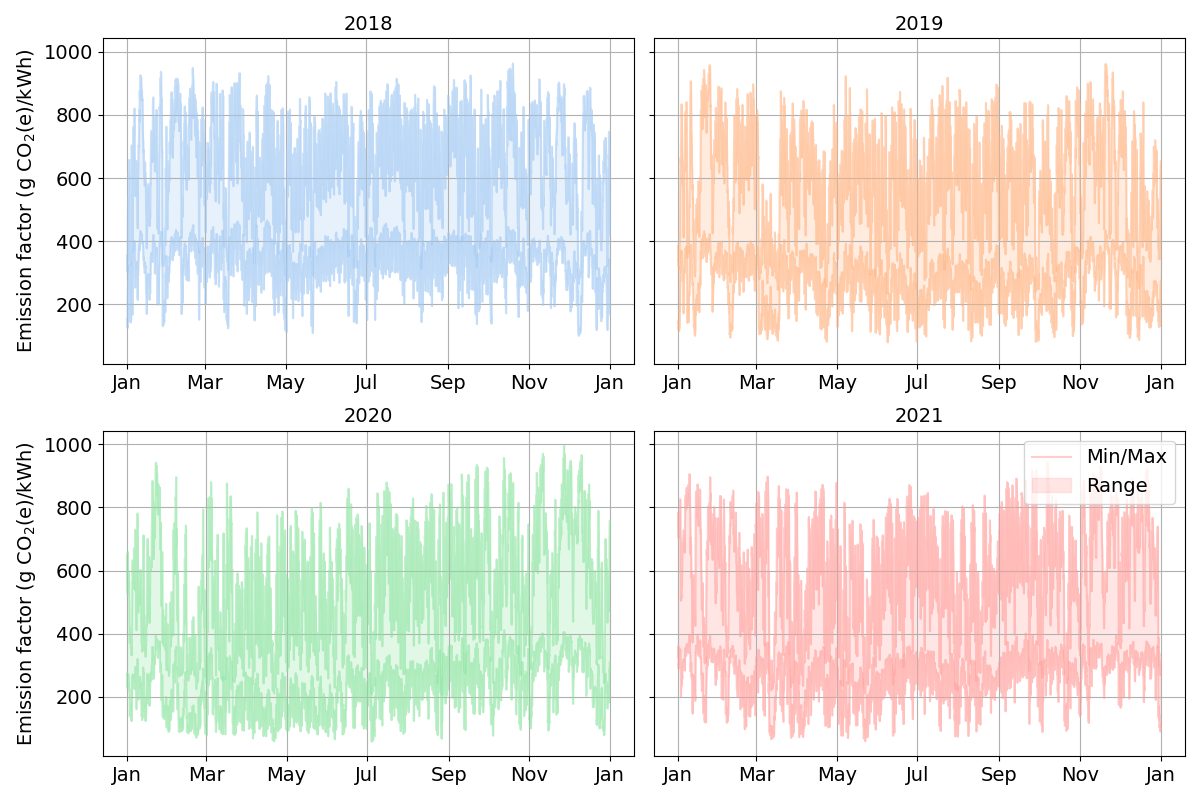 2018
2019
Emission factor (g CO₂(e)/kWh)
1000
800
600
400
200
Jan Mar May Jul Sep Nov Jan
Jan Mar May Jul Sep Nov Jan
2020
2021
Emission factor (g CO₂(e)/kWh)
1000
800
600
400
200
Min/Max
Range
Jan Mar May Jul Sep Nov Jan
Jan Mar May Jul Sep Nov Jan